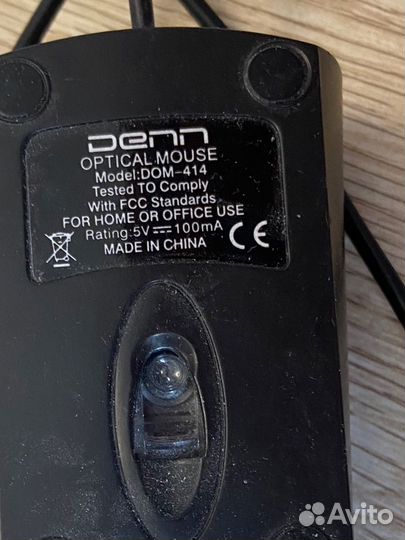 Denn
OPTICAL MOUSE
Model:DOM-414
Tested TO Comply
With FCC Standards
FOR HOME OR OFFICE USE
Rating:5V⎓100mA
MADE IN CHINA
CE
Avito